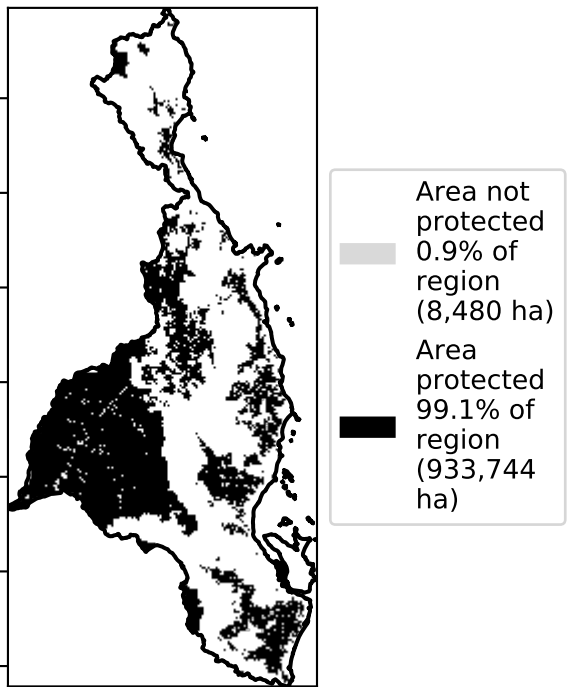 Area not
protected
0.9% of
region
(8,480 ha)
Area
protected
99.1% of
region
(933,744
ha)